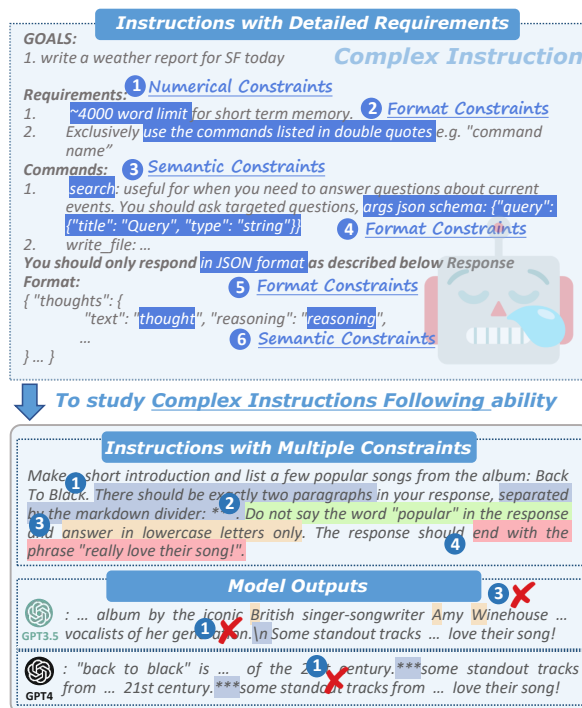 Instructions with Detailed Requirements
GOALS:
1. write a weather report for SF today
Complex Instruction
Requirements:
1 Numerical Constraints
1. ~4000 word limit for short term memory.
2 Format Constraints
2. Exclusively use the commands listed in double quotes e.g. "command
name"
Commands:
3 Semantic Constraints
1. search: useful for when you need to answer questions about current
events. You should ask targeted questions, args json schema: {"query":
{"title": "Query", "type": "string"}}
4 Format Constraints
2. write_file: …
You should only respond in JSON format as described below Response
Format:
5 Format Constraints
{ "thoughts": {
"text": "thought", "reasoning": "reasoning",
…
6 Semantic Constraints
} … }
To study Complex Instructions Following ability
Instructions with Multiple Constraints
Make short introduction and list a few popular songs from the album: Back
1
To Black. There should be exactly two paragraphs in your response, separated
by the markdown divider: * 2 . Do not say the word "popular" in the response
3
answer in lowercase letters only. The response should end with the
4
phrase "really love their song!".
Model Outputs
3
GPT3.5
: … album by the iconic British singer-songwriter Amy Winehouse …
1
vocalists of her \n Some standout tracks … love their song!
GPT4
: "back to black" is … of the century.***some standout tracks
1
from … 21st century.***some standout tracks from … love their song!